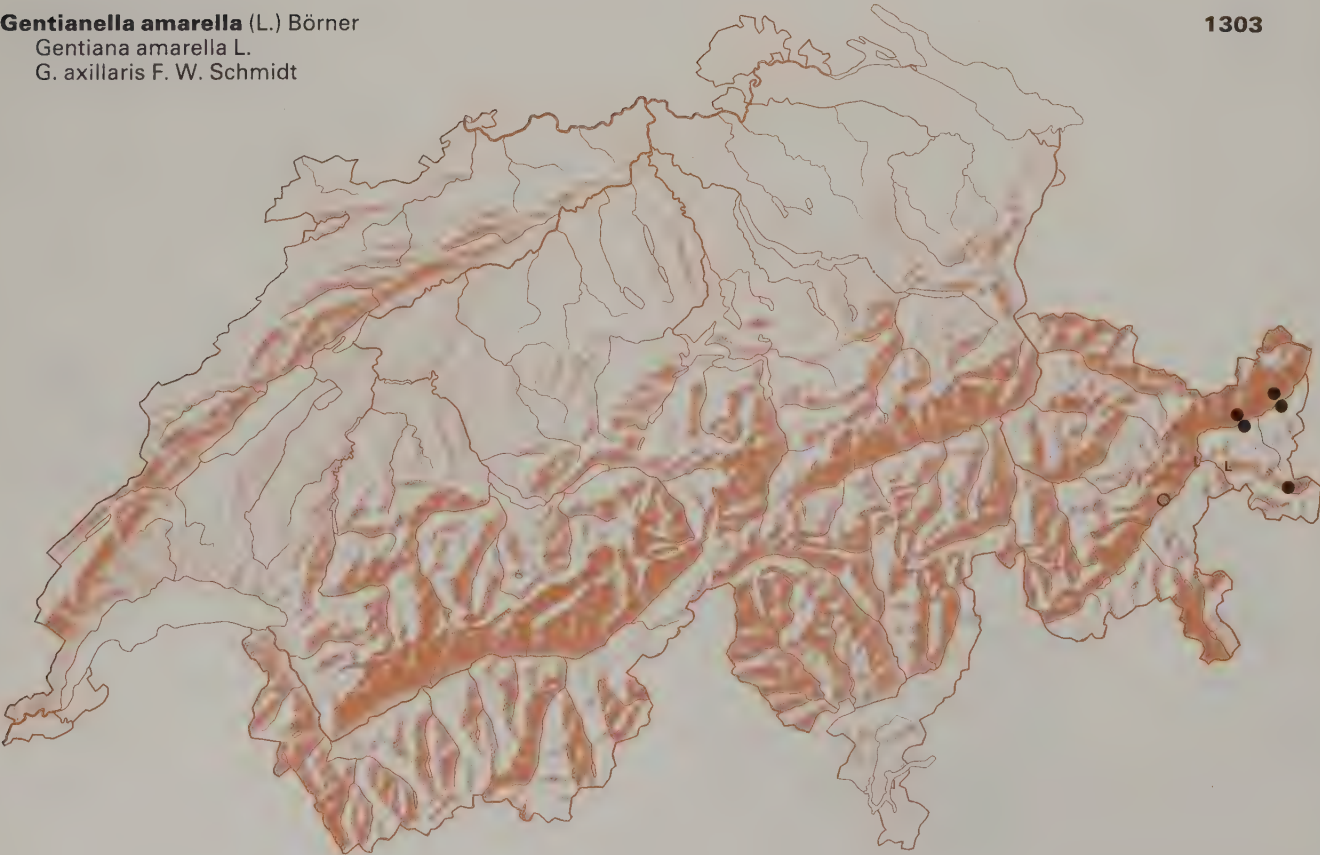 Gentianella amarella (L.) Börner
Gentiana amarella L.
G. axillaris F. W. Schmidt
1303
L L